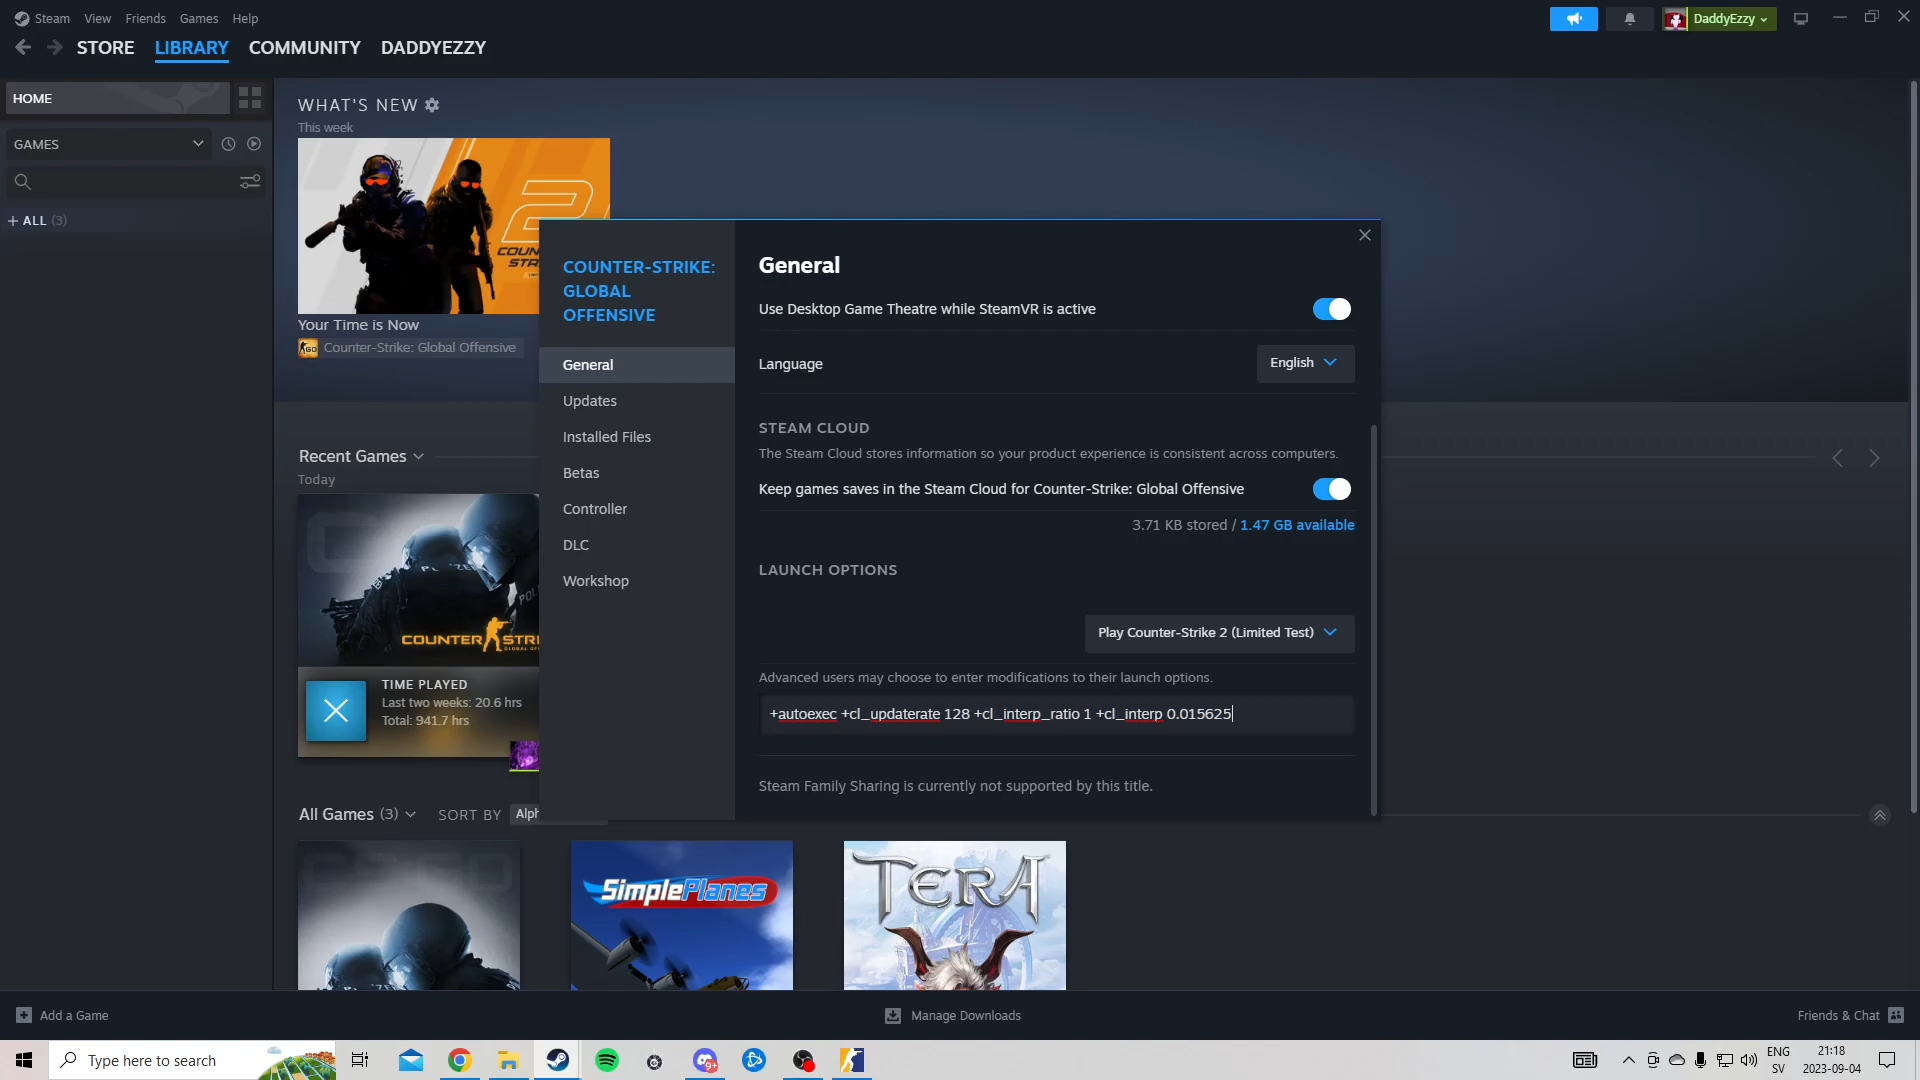 Steam View Friends Games Help
DaddyEzzy
STORE LIBRARY COMMUNITY DADDYEZZY
HOME
WHAT'S NEW
This week
GAMES
+ ALL (3)
2
Your Time is Now
Counter-Strike: Global Offensive
COUNTER-STRIKE:
GLOBAL
OFFENSIVE
General
Updates
Installed Files
Betas
Controller
DLC
Workshop
General
Use Desktop Game Theatre while SteamVR is active
Language
English
STEAM CLOUD
The Steam Cloud stores information so your product experience is consistent across computers.
Keep games saves in the Steam Cloud for Counter-Strike: Global Offensive
3.71 KB stored / 1.47 GB available
LAUNCH OPTIONS
Play Counter-Strike 2 (Limited Test)
Advanced users may choose to enter modifications to their launch options.
+autoexec +cl_updaterate 128 +cl_interp_ratio 1 +cl_interp 0.015625
Steam Family Sharing is currently not supported by this title.
Recent Games
Today
TIME PLAYED
Last two weeks: 20.6 hrs
Total: 941.7 hrs
All Games (3)
SORT BY Alph
SimplePlanes
TERA
Add a Game
Manage Downloads
Friends & Chat
Type here to search
9+
ENG
SV
21:18
2023-09-04